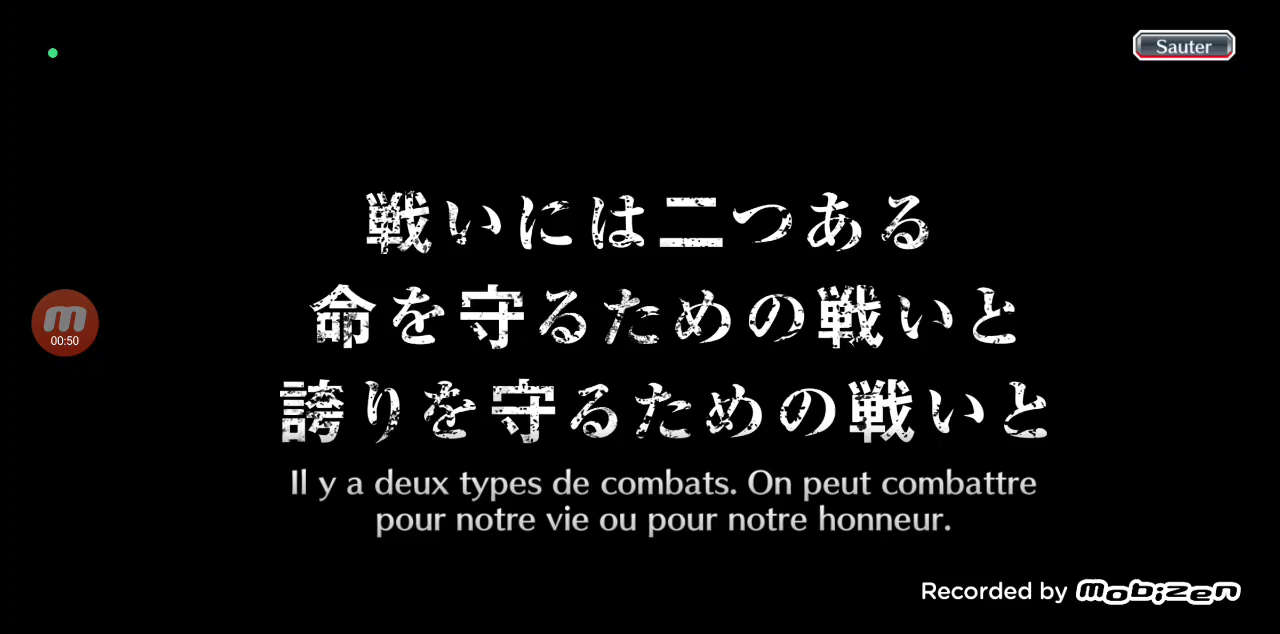 Sauter
戦いには二つある
命を守るための戦いと
00:50
誇りを守るための戦いと
Il y a deux types de combats. On peut combattre
pour notre vie ou pour notre honneur.
Recorded by mobizen